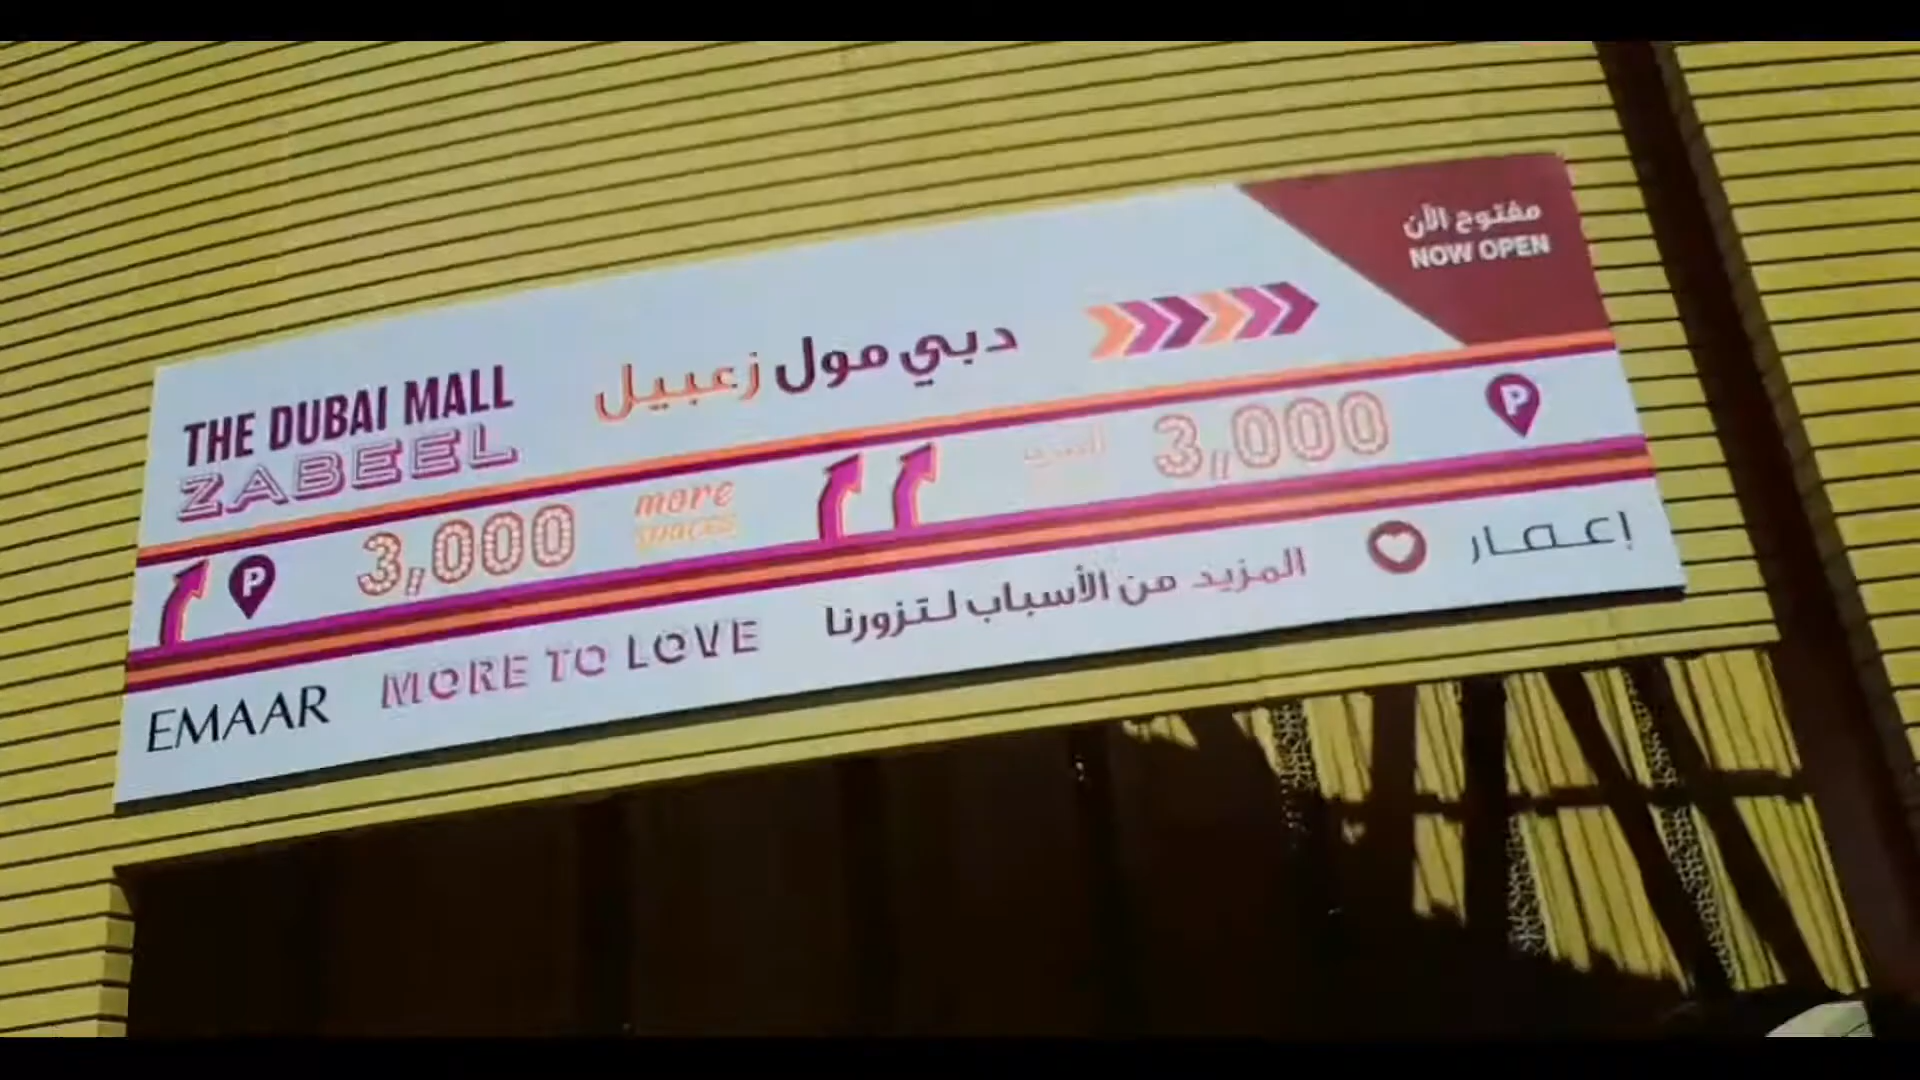 مفتوح الآن
NOW OPEN
THE DUBAI MALL
ZABEEL
دبي مول زعبيل
P
3,000
more
spaces
3,000
P
EMAAR
MORE TO LOVE
المزيد من الأسباب لتزورنا
إعمار